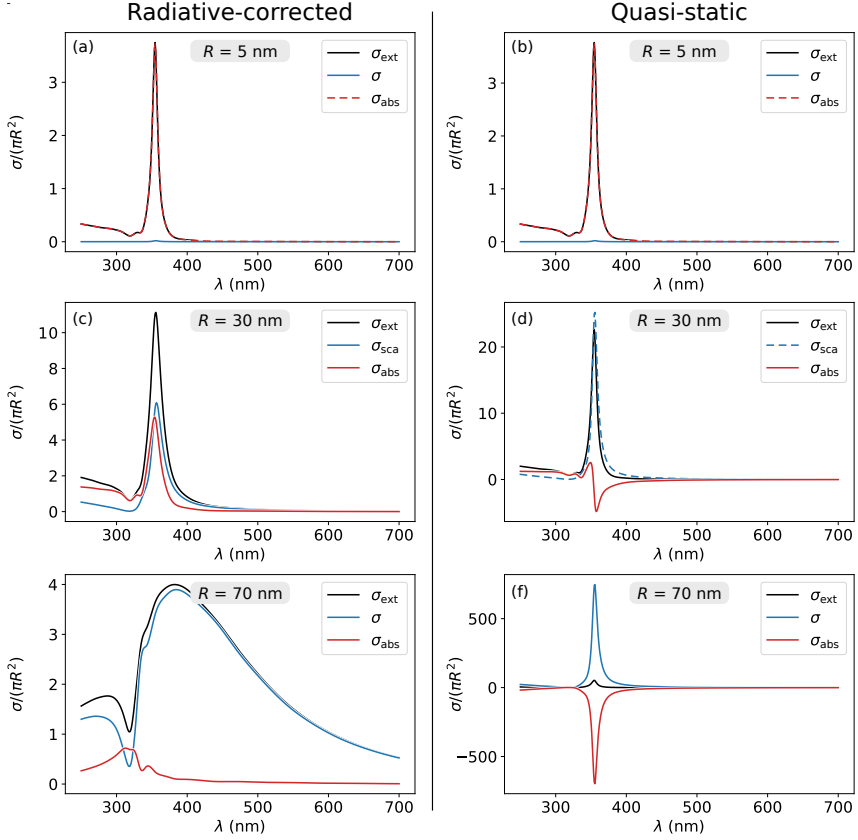 Radiative-corrected
Quasi-static
(a)
R = 5 nm
σext
σ
σabs
σ/(πR²)
3
2
1
0
300 400 500 600 700
λ (nm)
(b)
R = 5 nm
σext
σ
σabs
σ/(πR²)
3
2
1
0
300 400 500 600 700
λ (nm)
(c)
R = 30 nm
σext
σsca
σabs
σ/(πR²)
10
8
6
4
2
0
300 400 500 600 700
λ (nm)
(d)
R = 30 nm
σext
σsca
σabs
σ/(πR²)
20
10
0
300 400 500 600 700
λ (nm)
R = 70 nm
σext
σ
σabs
σ/(πR²)
4
3
2
1
0
300 400 500 600 700
λ (nm)
(f)
R = 70 nm
σext
σ
σabs
σ/(πR²)
500
0
−500
300 400 500 600 700
λ (nm)